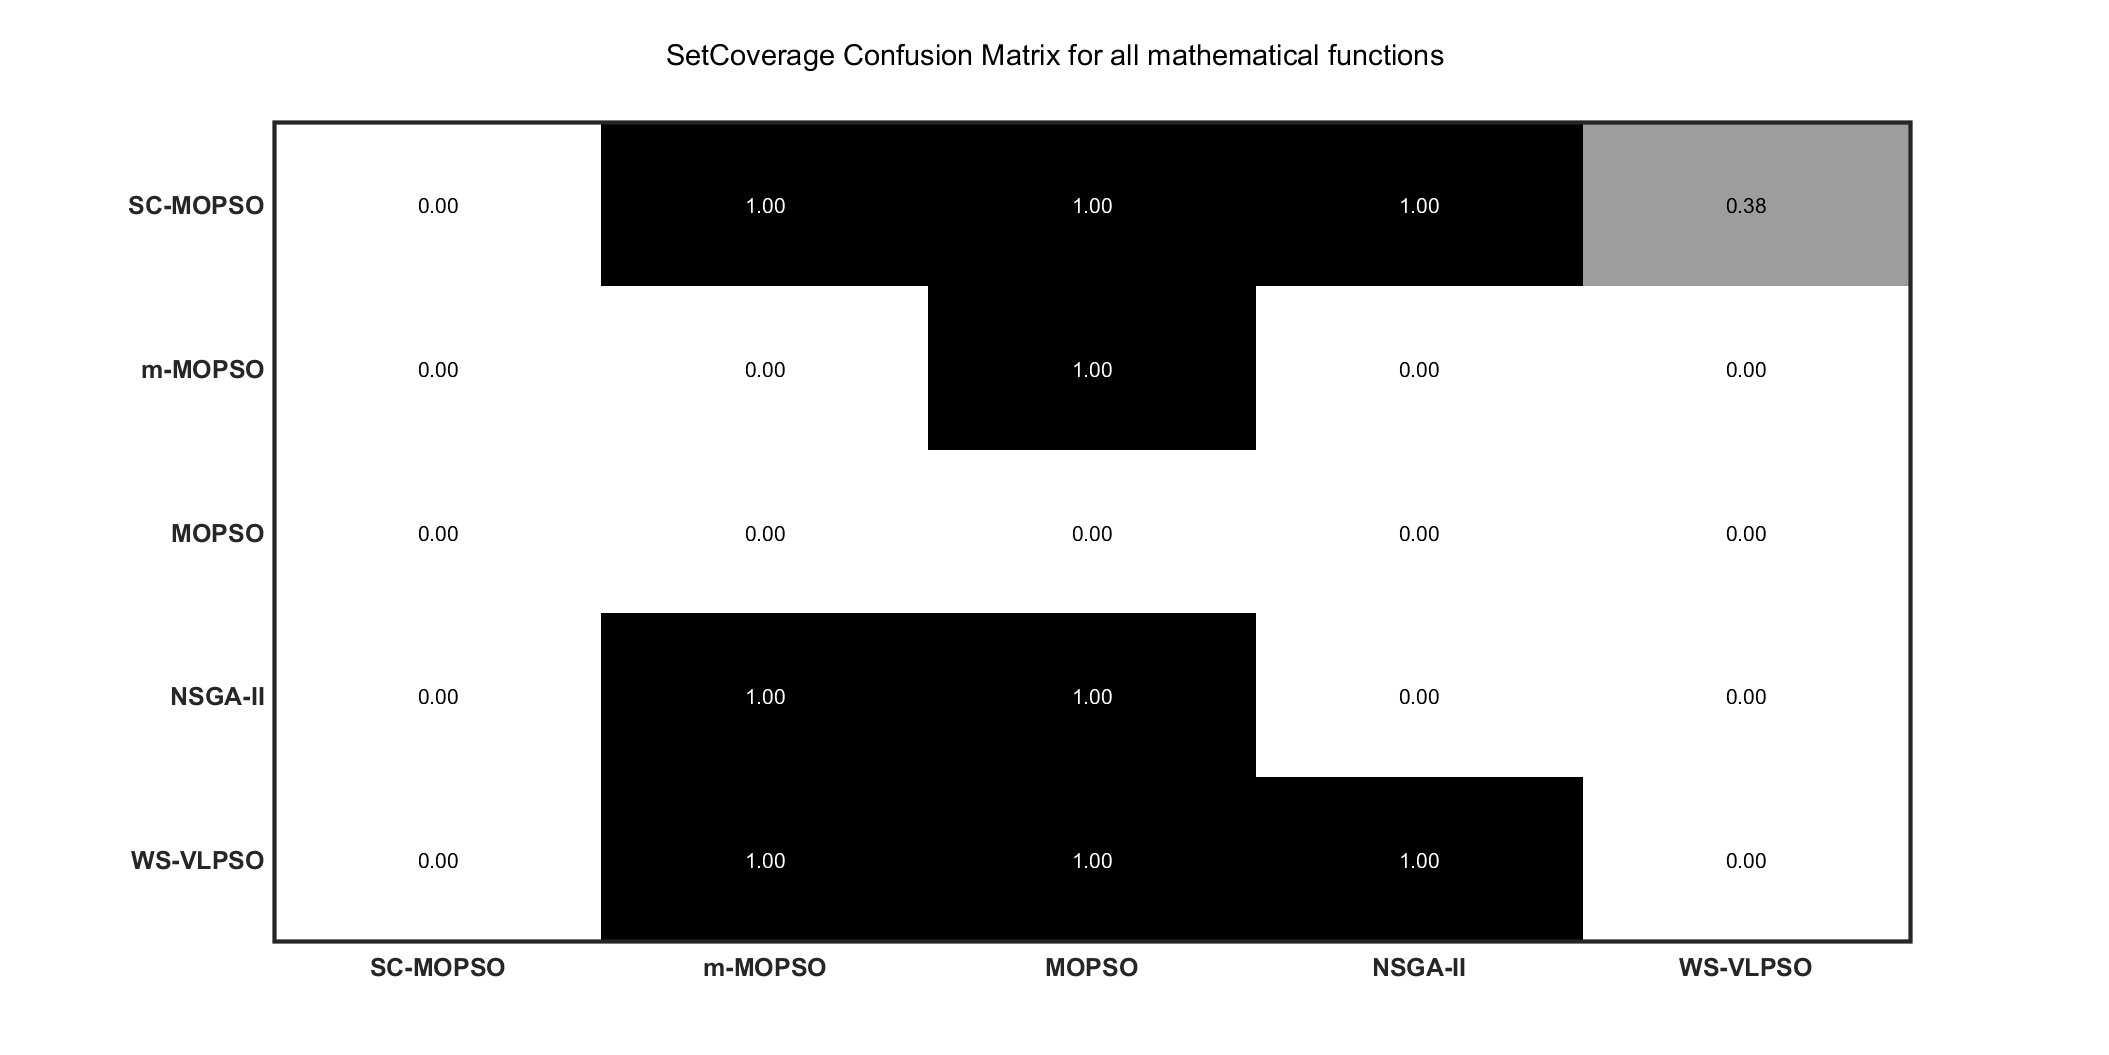 SetCoverage Confusion Matrix for all mathematical functions
SC-MOPSO 0.00 1.00 1.00 1.00 0.38
m-MOPSO 0.00 0.00 1.00 0.00 0.00
MOPSO 0.00 0.00 0.00 0.00 0.00
NSGA-II 0.00 1.00 1.00 0.00 0.00
WS-VLPSO 0.00 1.00 1.00 1.00 0.00
SC-MOPSO m-MOPSO MOPSO NSGA-II WS-VLPSO